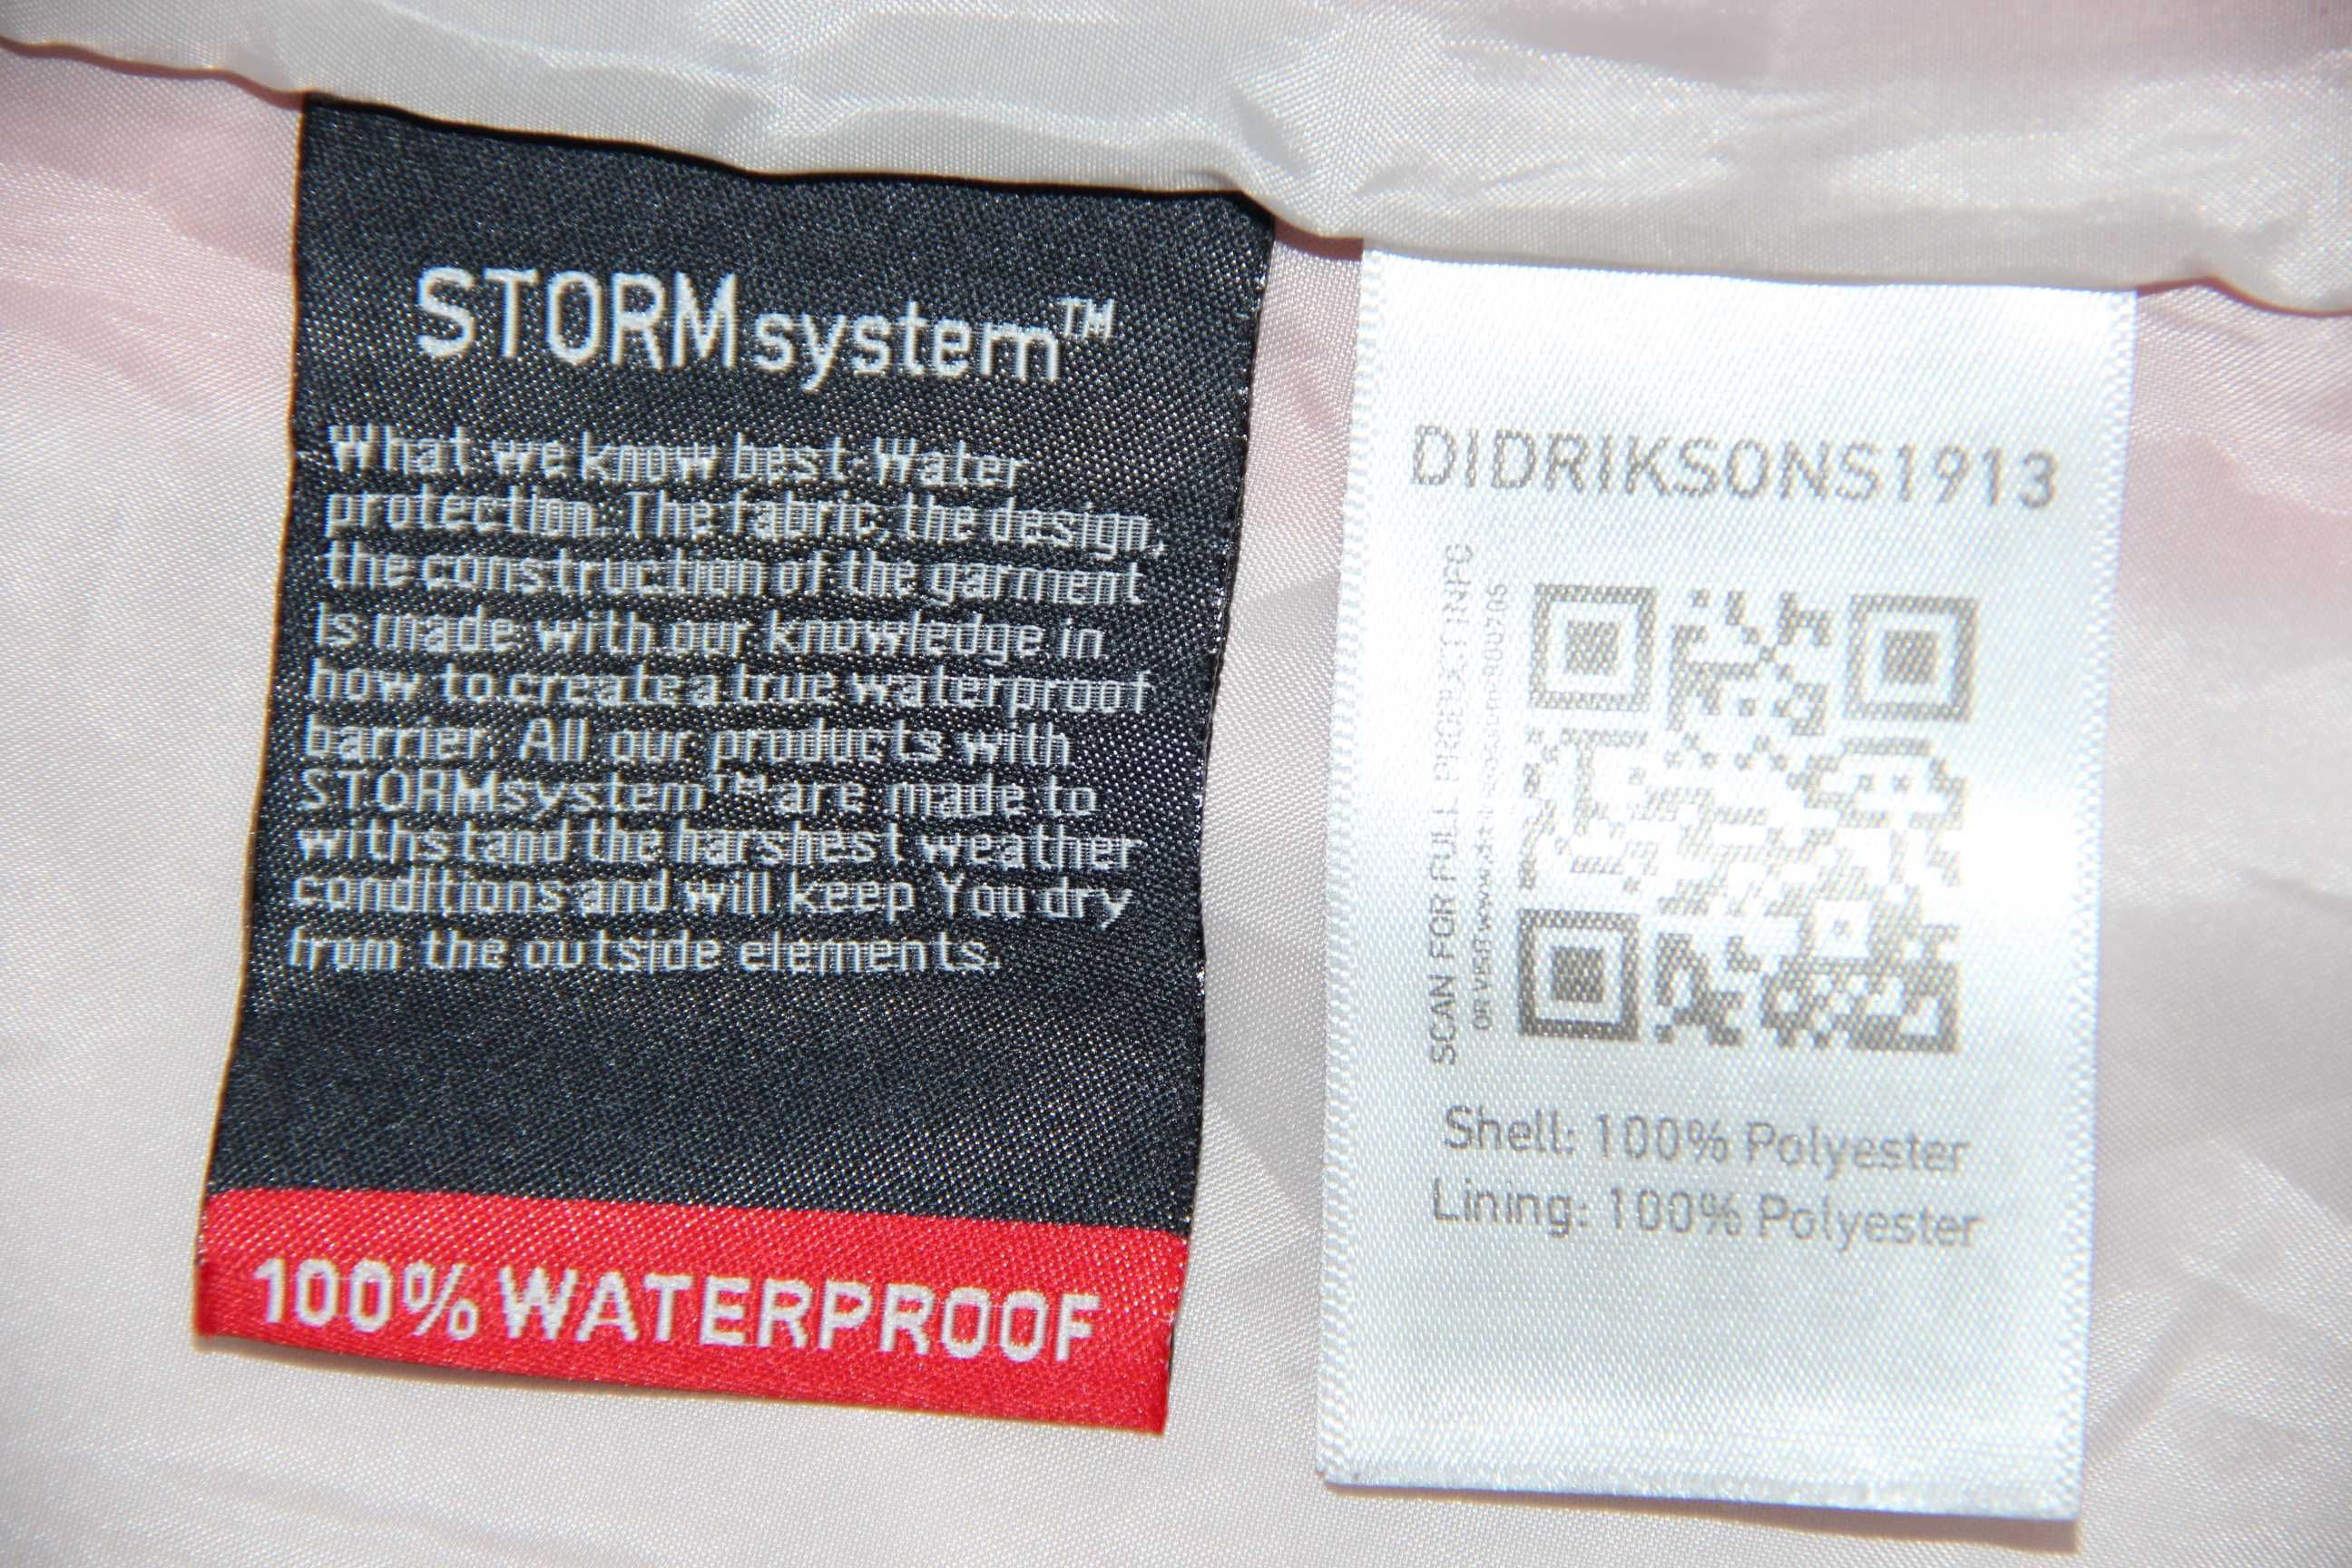 STORMsystem™
What we know best: Water
protection. The fabric, the design,
the construction of the garment
is made with our knowledge in
how to create a true waterproof
barrier. All our products with
STORMsystem™ are made to
withstand the harshest weather
conditions and will keep You dry
from the outside elements.
100% WATERPROOF
DIDRIKSONS1913
SCAN FOR FULL PRODUCT INFO
Shell: 100% Polyester
Lining: 100% Polyester